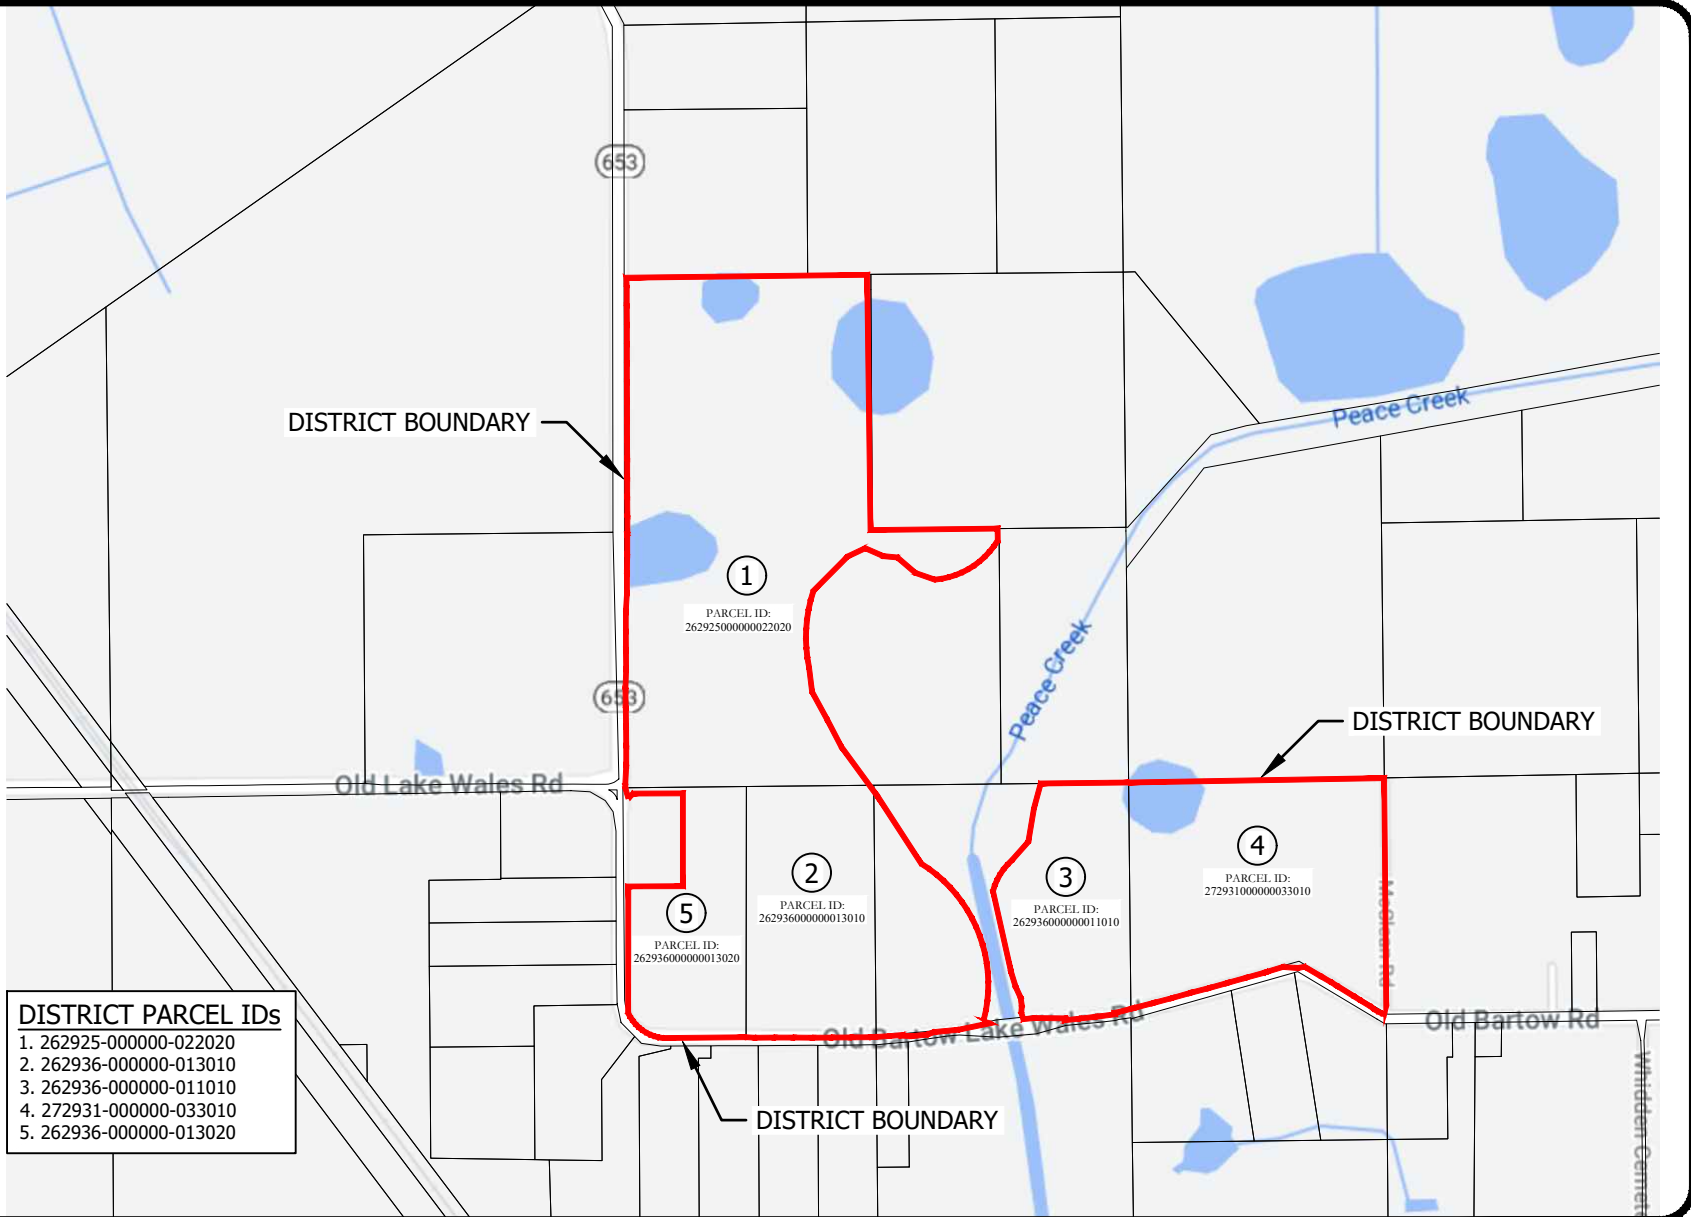 653
DISTRICT BOUNDARY
Peace Creek
1
PARCEL ID:
262925000000022020
653
Peace Creek
DISTRICT BOUNDARY
Old Lake Wales Rd
2
PARCEL ID:
262936000000013010
3
PARCEL ID:
262936000000011010
4
PARCEL ID:
272931000000033010
5
PARCEL ID:
262936000000013020
Old Bartow Lake Wales Rd
Old Bartow Rd
DISTRICT BOUNDARY
DISTRICT PARCEL IDs
1. 262925-000000-022020
2. 262936-000000-013010
3. 262936-000000-011010
4. 272931-000000-033010
5. 262936-000000-013020
Whidden Cemete